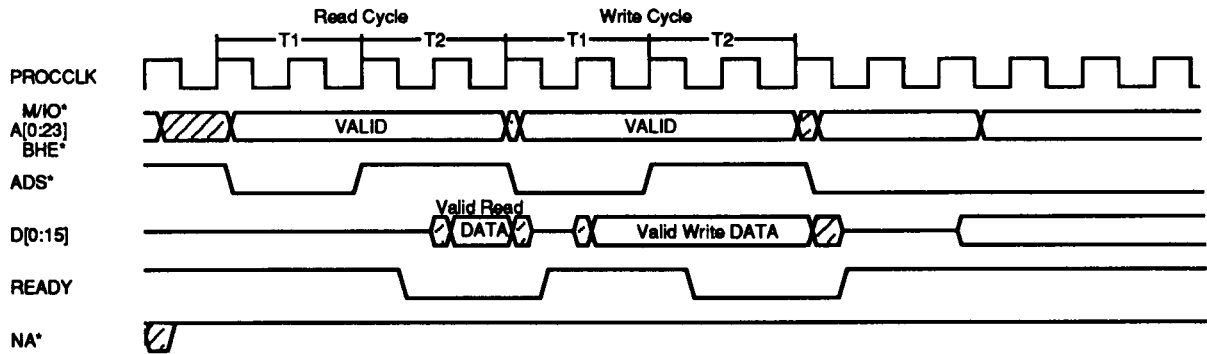 Read Cycle Write Cycle
T1 T2 T1 T2
PROCCLK
M/IO*
A[0:23] VALID VALID
BHE*
ADS*
Valid Read
D[0:15] DATA Valid Write DATA
READY
NA*